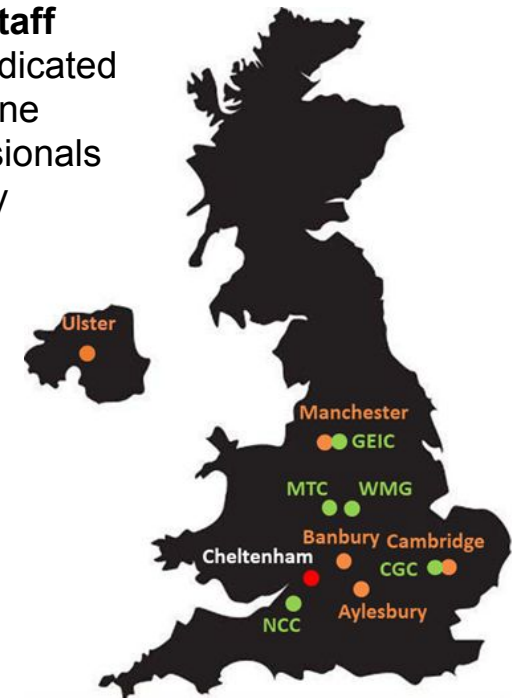 taff
dicated
ne
sionals
y
Ulster
Manchester
GEIC
MTC WMG
Banbury Cambridge
Cheltenham
CGC
Aylesbury
NCC